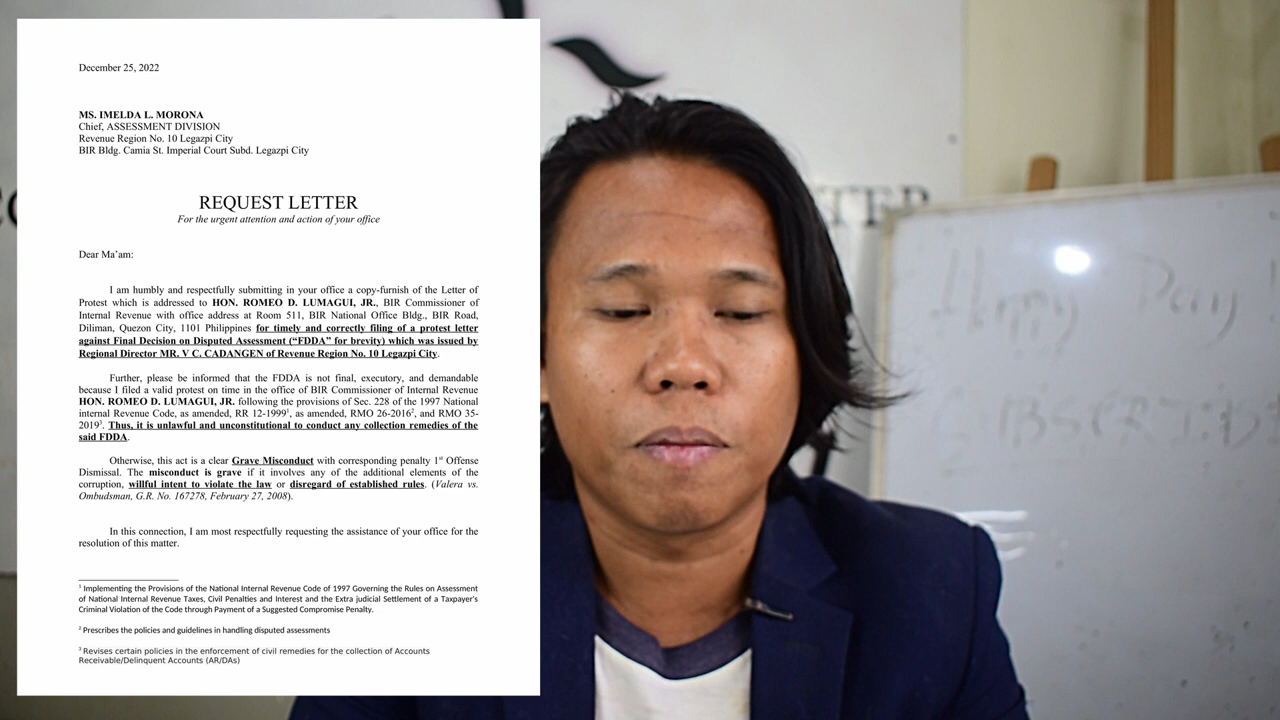 December 25, 2022
MS. IMELDA L. MORONA
Chief, ASSESSMENT DIVISION
Revenue Region No. 10 Legazpi City
BIR Bldg. Camia St. Imperial Court Subd. Legazpi City
REQUEST LETTER
For the urgent attention and action of your office
Dear Ma’am:
I am humbly and respectfully submitting in your office a copy-furnish of the Letter of
Protest which is addressed to HON. ROMEO D. LUMAGUI, JR., BIR Commissioner of
Internal Revenue with office address at Room 511, BIR National Office Bldg., BIR Road,
Diliman, Quezon City, 1101 Philippines for timely and correctly filing of a protest letter
against Final Decision on Disputed Assessment (“FDDA” for brevity) which was issued by
Regional Director MR. V C. CADANGEN of Revenue Region No. 10 Legazpi City.
Further, please be informed that the FDDA is not final, executory, and demandable
because I filed a valid protest on time in the office of BIR Commissioner of Internal Revenue
HON. ROMEO D. LUMAGUI, JR. following the provisions of Sec. 228 of the 1997 National
internal Revenue Code, as amended, RR 12-1999¹, as amended, RMO 26-2016², and RMO 35-
2019³. Thus, it is unlawful and unconstitutional to conduct any collection remedies of the
said FDDA.
Otherwise, this act is a clear Grave Misconduct with corresponding penalty 1st Offense
Dismissal. The misconduct is grave if it involves any of the additional elements of the
corruption, willful intent to violate the law or disregard of established rules. (Valera vs.
Ombudsman, G.R. No. 167278, February 27, 2008).
In this connection, I am most respectfully requesting the assistance of your office for the
resolution of this matter.
¹ Implementing the Provisions of the National Internal Revenue Code of 1997 Governing the Rules on Assessment
of National Internal Revenue Taxes, Civil Penalties and Interest and the Extra judicial Settlement of a Taxpayer's
Criminal Violation of the Code through Payment of a Suggested Compromise Penalty.
² Prescribes the policies and guidelines in handling disputed assessments
³ Revises certain policies in the enforcement of civil remedies for the collection of Accounts
Receivable/Delinquent Accounts (AR/DAs)